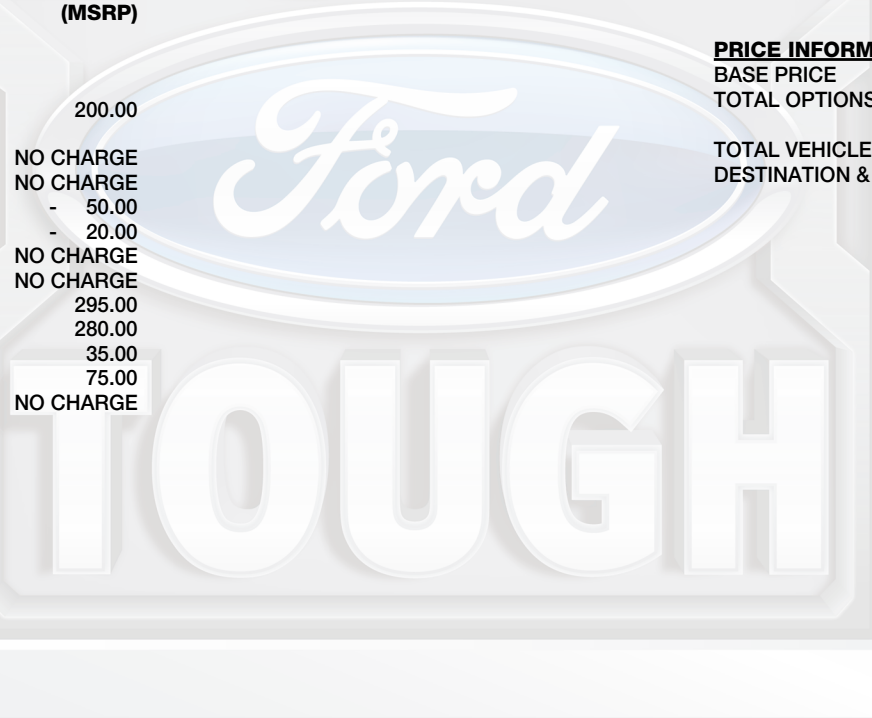 (MSRP)
200.00
NO CHARGE
NO CHARGE
- 50.00
- 20.00
NO CHARGE
NO CHARGE
295.00
280.00
35.00
75.00
NO CHARGE
PRICE INFORM
BASE PRICE
TOTAL OPTIONS
TOTAL VEHICLE
DESTINATION &
Ford
TOUGH